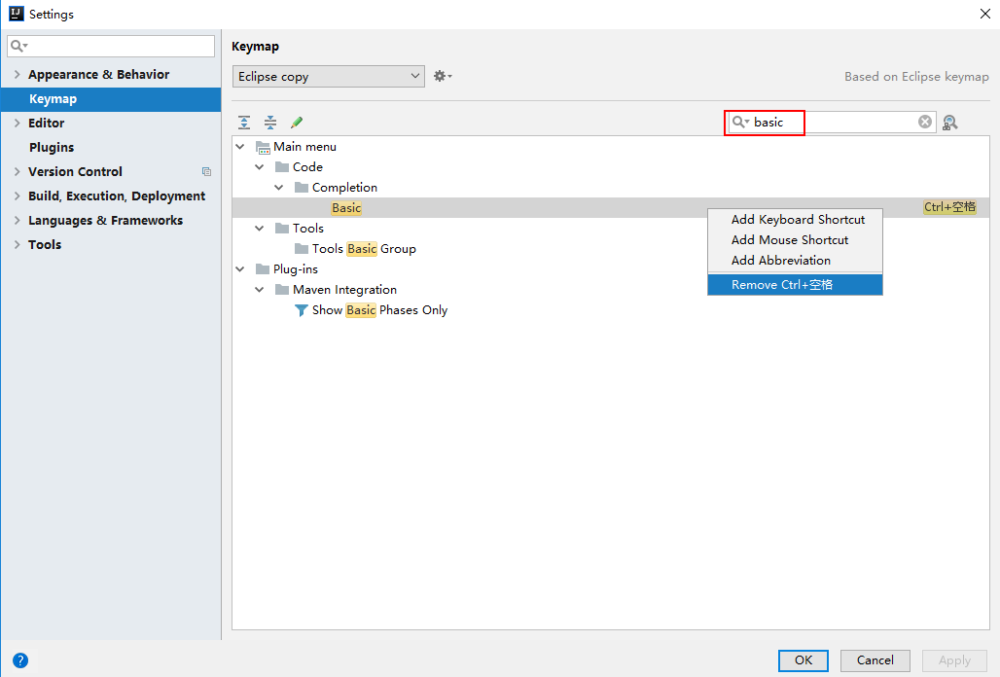 IJ Settings
Appearance & Behavior
Keymap
Editor
Plugins
Version Control
Build, Execution, Deployment
Languages & Frameworks
Tools
Keymap
Eclipse copy
Based on Eclipse keymap
basic
Main menu
Code
Completion
Basic Ctrl+空格
Tools
Tools Basic Group
Plug-ins
Maven Integration
Show Basic Phases Only
Add Keyboard Shortcut
Add Mouse Shortcut
Add Abbreviation
Remove Ctrl+空格
? OK Cancel Apply